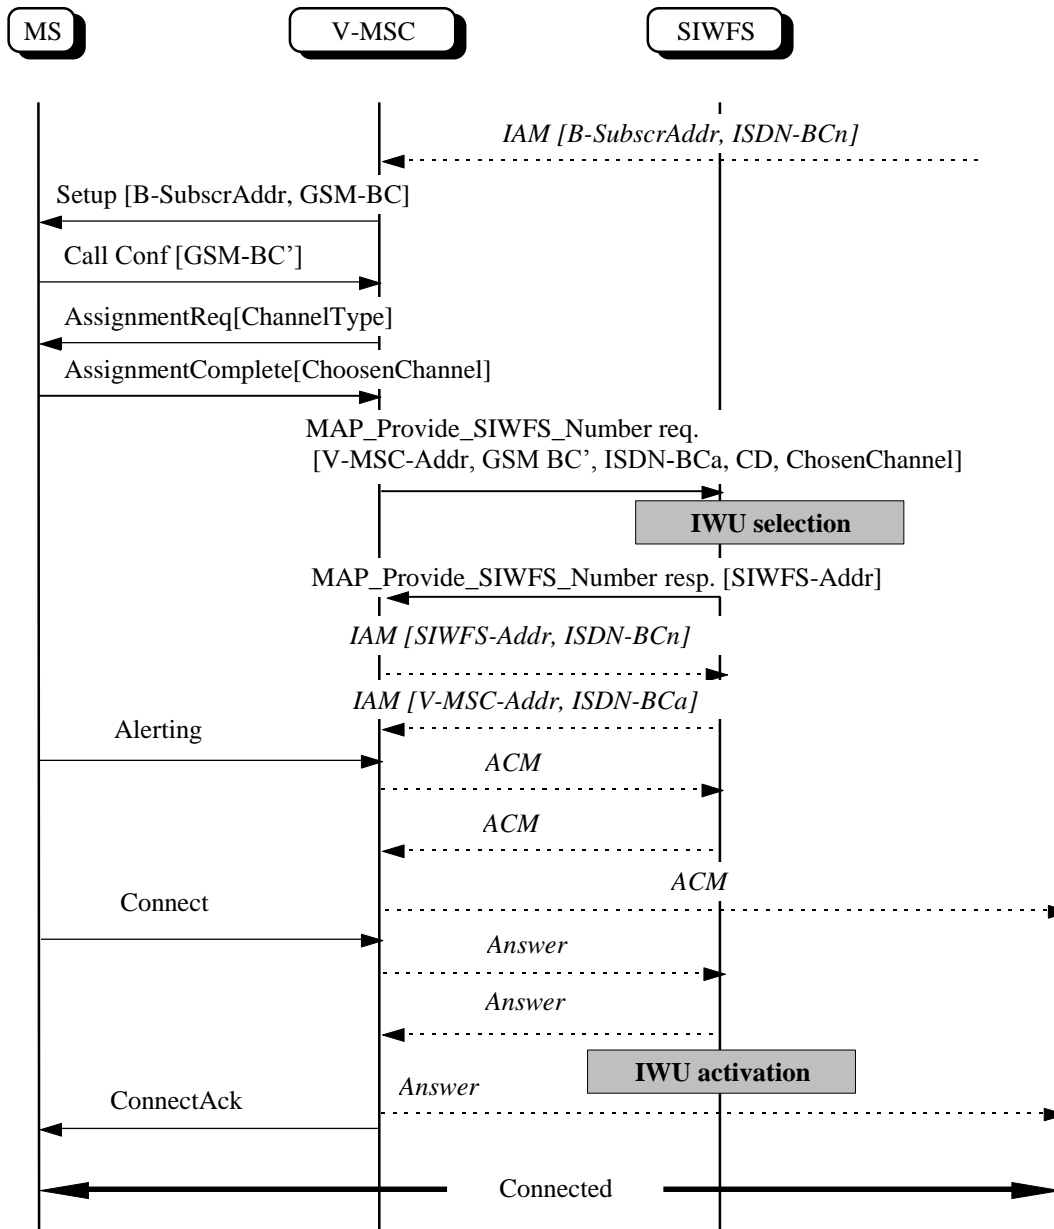 MS
V-MSC
SIWFS
IAM [B-SubscrAddr, ISDN-BCn]
Setup [B-SubscrAddr, GSM-BC]
Call Conf [GSM-BC’]
AssignmentReq[ChannelType]
AssignmentComplete[ChoosenChannel]
MAP_Provide_SIWFS_Number req.
[V-MSC-Addr, GSM BC’, ISDN-BCa, CD, ChosenChannel]
IWU selection
MAP_Provide_SIWFS_Number resp. [SIWFS-Addr]
IAM [SIWFS-Addr, ISDN-BCn]
IAM [V-MSC-Addr, ISDN-BCa]
Alerting
ACM
ACM
ACM
Connect
Answer
Answer
IWU activation
Answer
ConnectAck
Connected